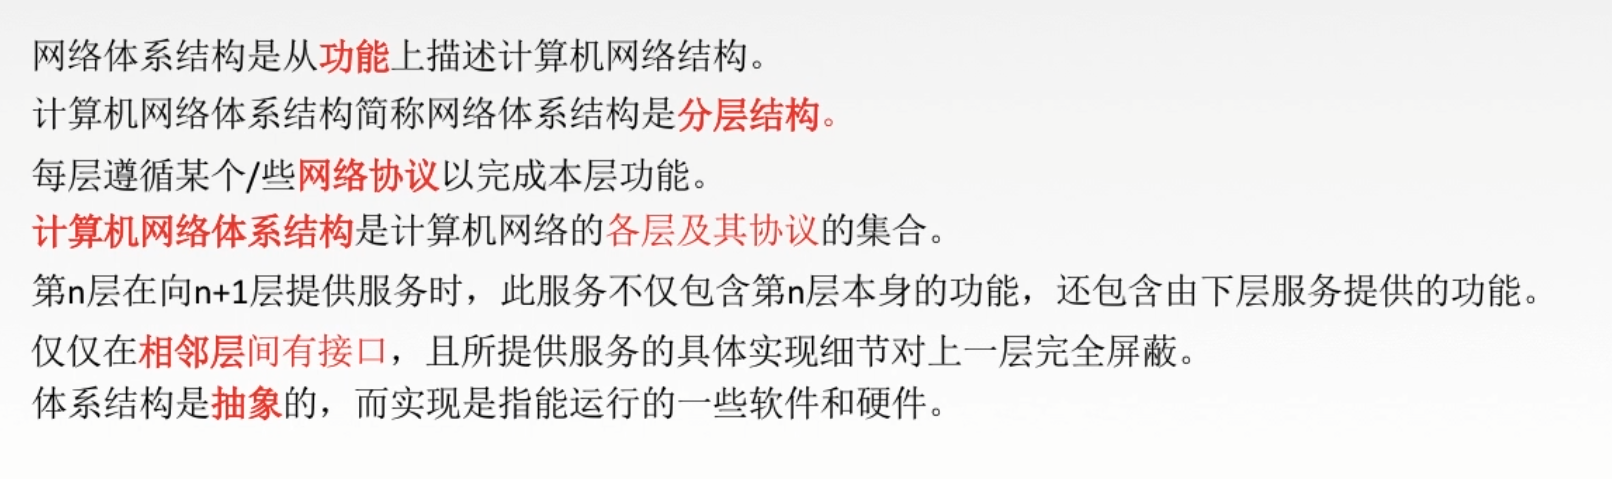 网络体系结构是从功能上描述计算机网络结构。
计算机网络体系结构简称网络体系结构是分层结构。
每层遵循某个/些网络协议以完成本层功能。
计算机网络体系结构是计算机网络的各层及其协议的集合。
第n层在向n+1层提供服务时，此服务不仅包含第n层本身的功能，还包含由下层服务提供的功能。
仅仅在相邻层间有接口，且所提供服务的具体实现细节对上一层完全屏蔽。
体系结构是抽象的，而实现是指能运行的一些软件和硬件。